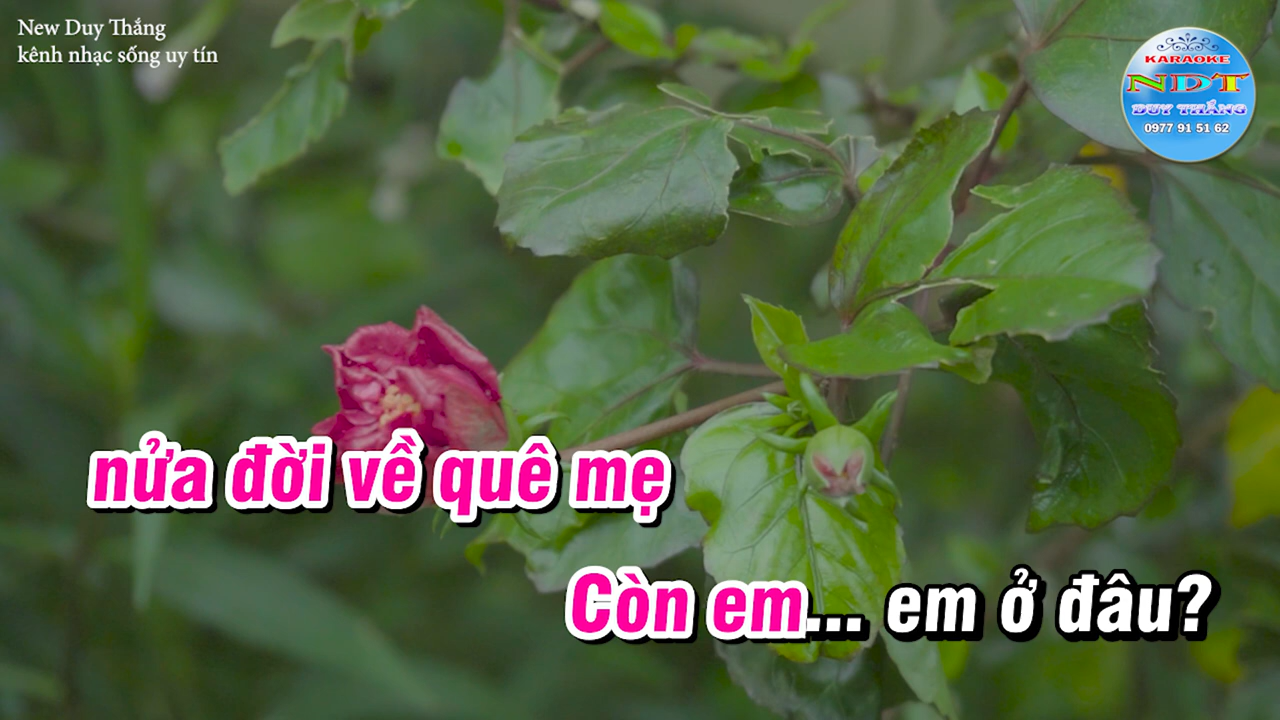 New Duy Thắng
kênh nhạc sống uy tín
KARAOKE
NDT
DUY THẮNG
0977 91 51 62
nửa đời về quê mẹ
Còn em... em ở đâu?